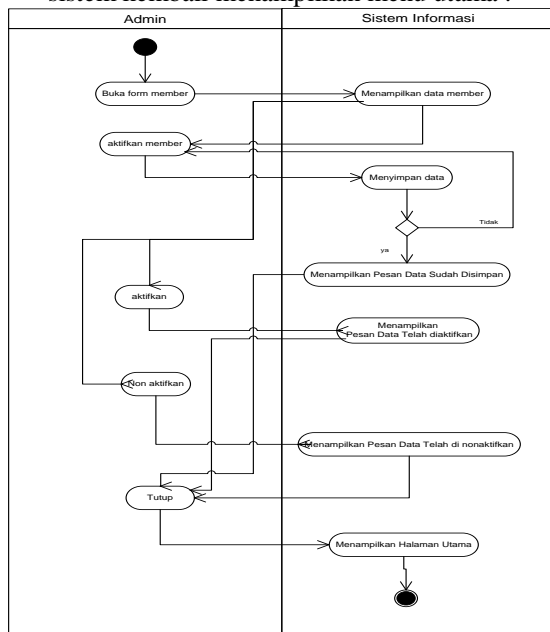 sistem kembali menampilkan menu utama .
Admin
Sistem Informasi
Buka form member
Menampilkan data member
aktifkan member
Menyimpan data
Tidak
ya
Menampilkan Pesan Data Sudah Disimpan
aktifkan
Menampilkan
Pesan Data Telah diaktifkan
Non aktifkan
Menampilkan Pesan Data Telah di nonaktifkan
Tutup
Menampilkan Halaman Utama